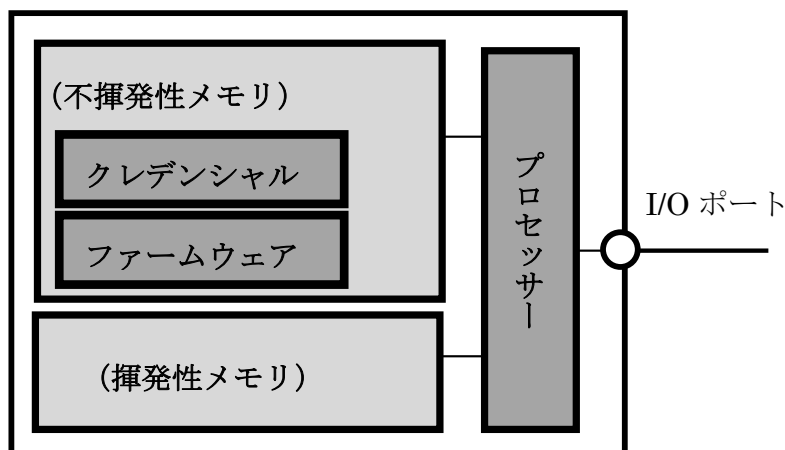 (不揮発性メモリ)
クレデンシャル
ファームウェア
(揮発性メモリ)
プロセッサー
I/O ポート